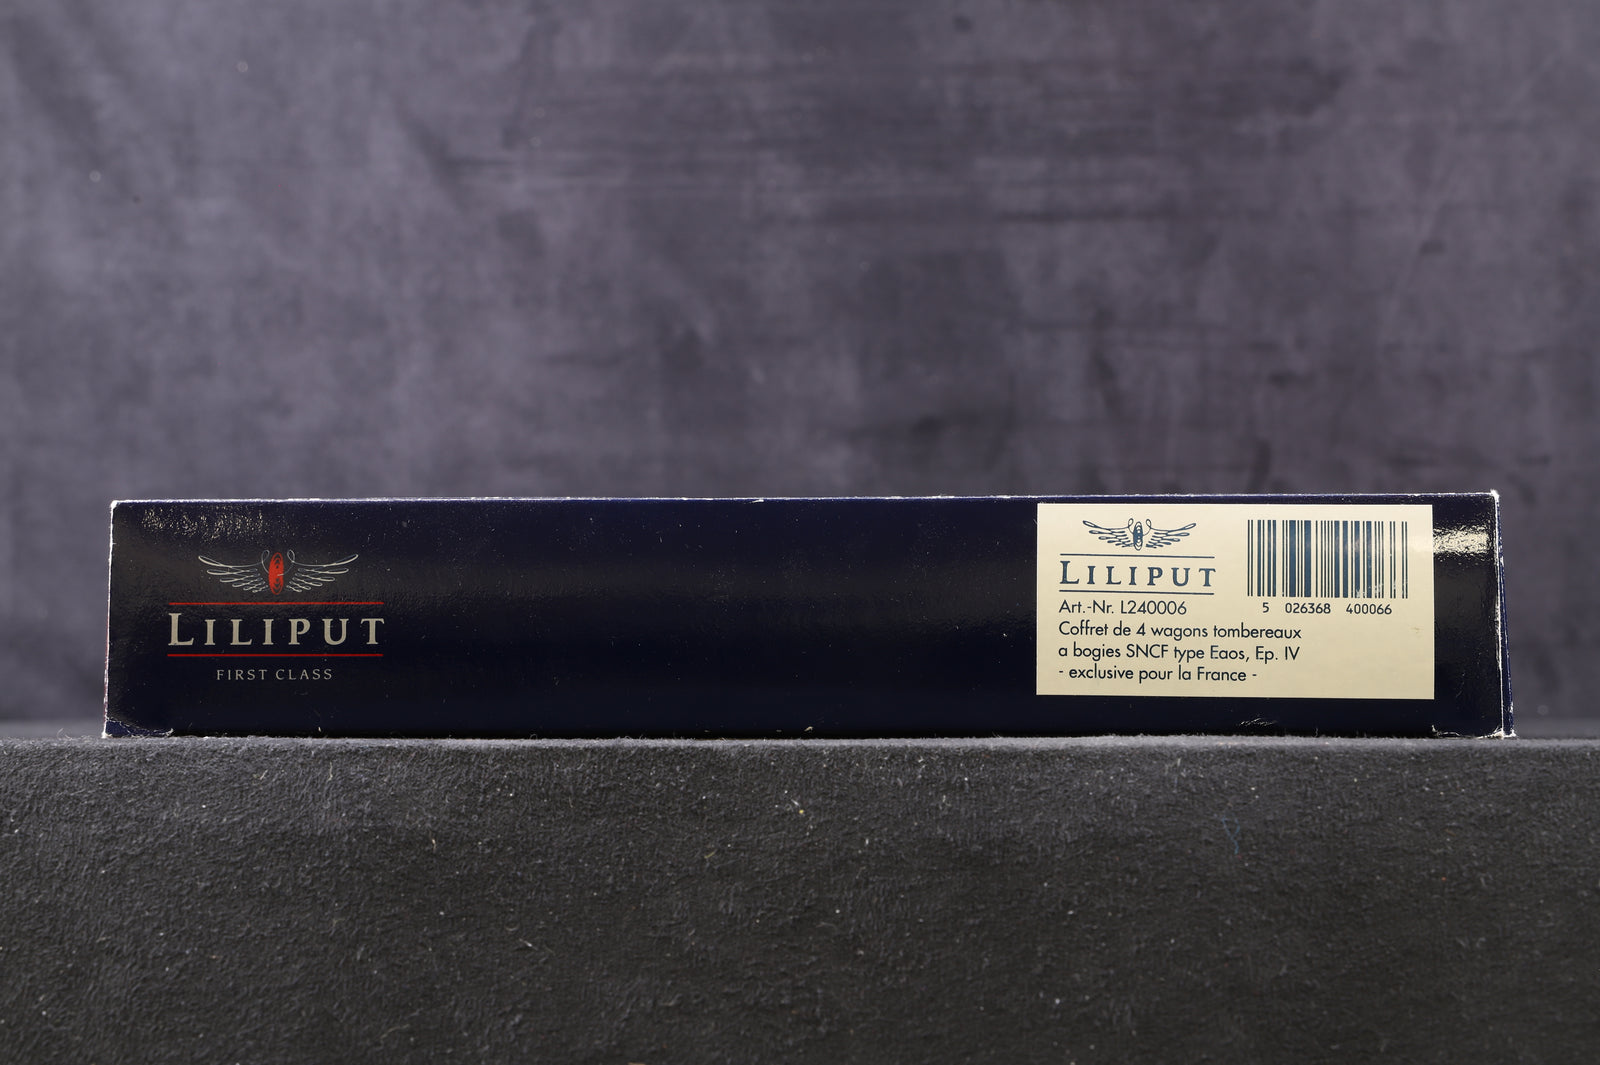 LILIPUT
FIRST CLASS
LILIPUT
Art.-Nr. L240006
Coffret de 4 wagons tombereaux
a bogies SNCF type Eaos, Ep. IV
- exclusive pour la France -
5 026368 400066